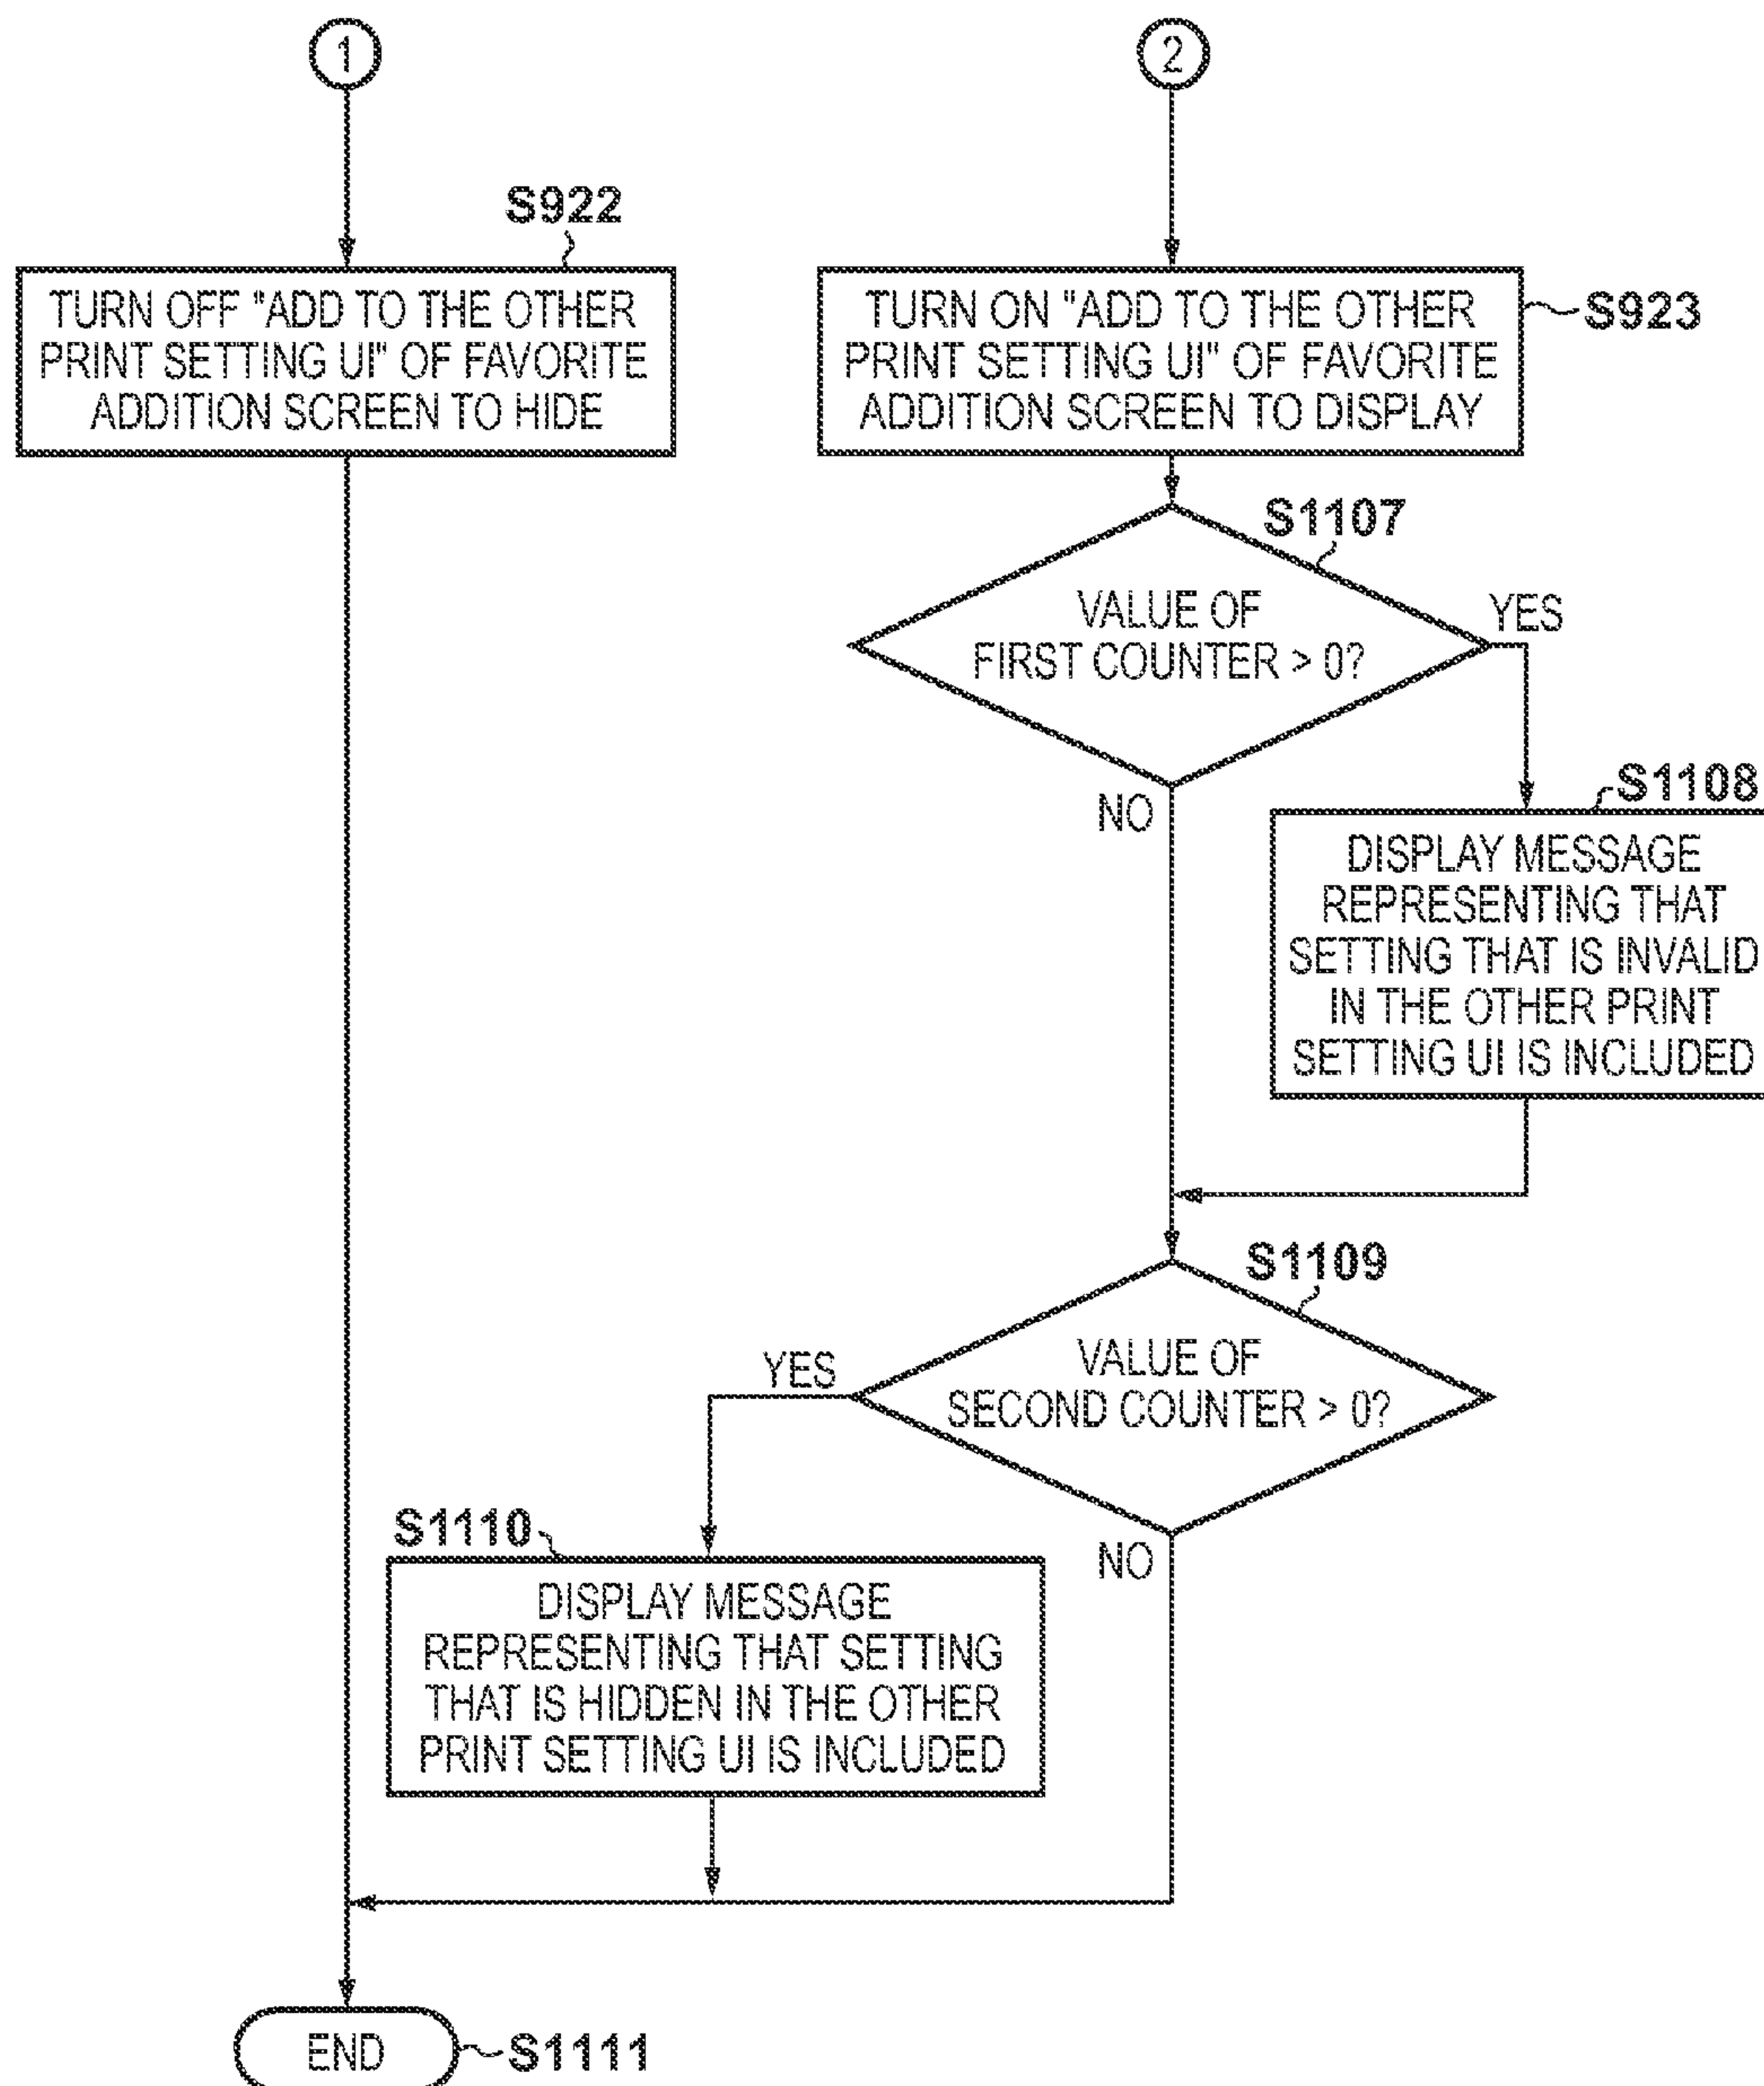 1
2
S922
TURN OFF "ADD TO THE OTHER
PRINT SETTING UI" OF FAVORITE
ADDITION SCREEN TO HIDE
TURN ON "ADD TO THE OTHER
PRINT SETTING UI" OF FAVORITE
ADDITION SCREEN TO DISPLAY
S923
S1107
VALUE OF
FIRST COUNTER > 0?
YES
NO
S1108
DISPLAY MESSAGE
REPRESENTING THAT
SETTING THAT IS INVALID
IN THE OTHER PRINT
SETTING UI IS INCLUDED
S1109
VALUE OF
SECOND COUNTER > 0?
YES
NO
S1110
DISPLAY MESSAGE
REPRESENTING THAT SETTING
THAT IS HIDDEN IN THE OTHER
PRINT SETTING UI IS INCLUDED
END
S1111